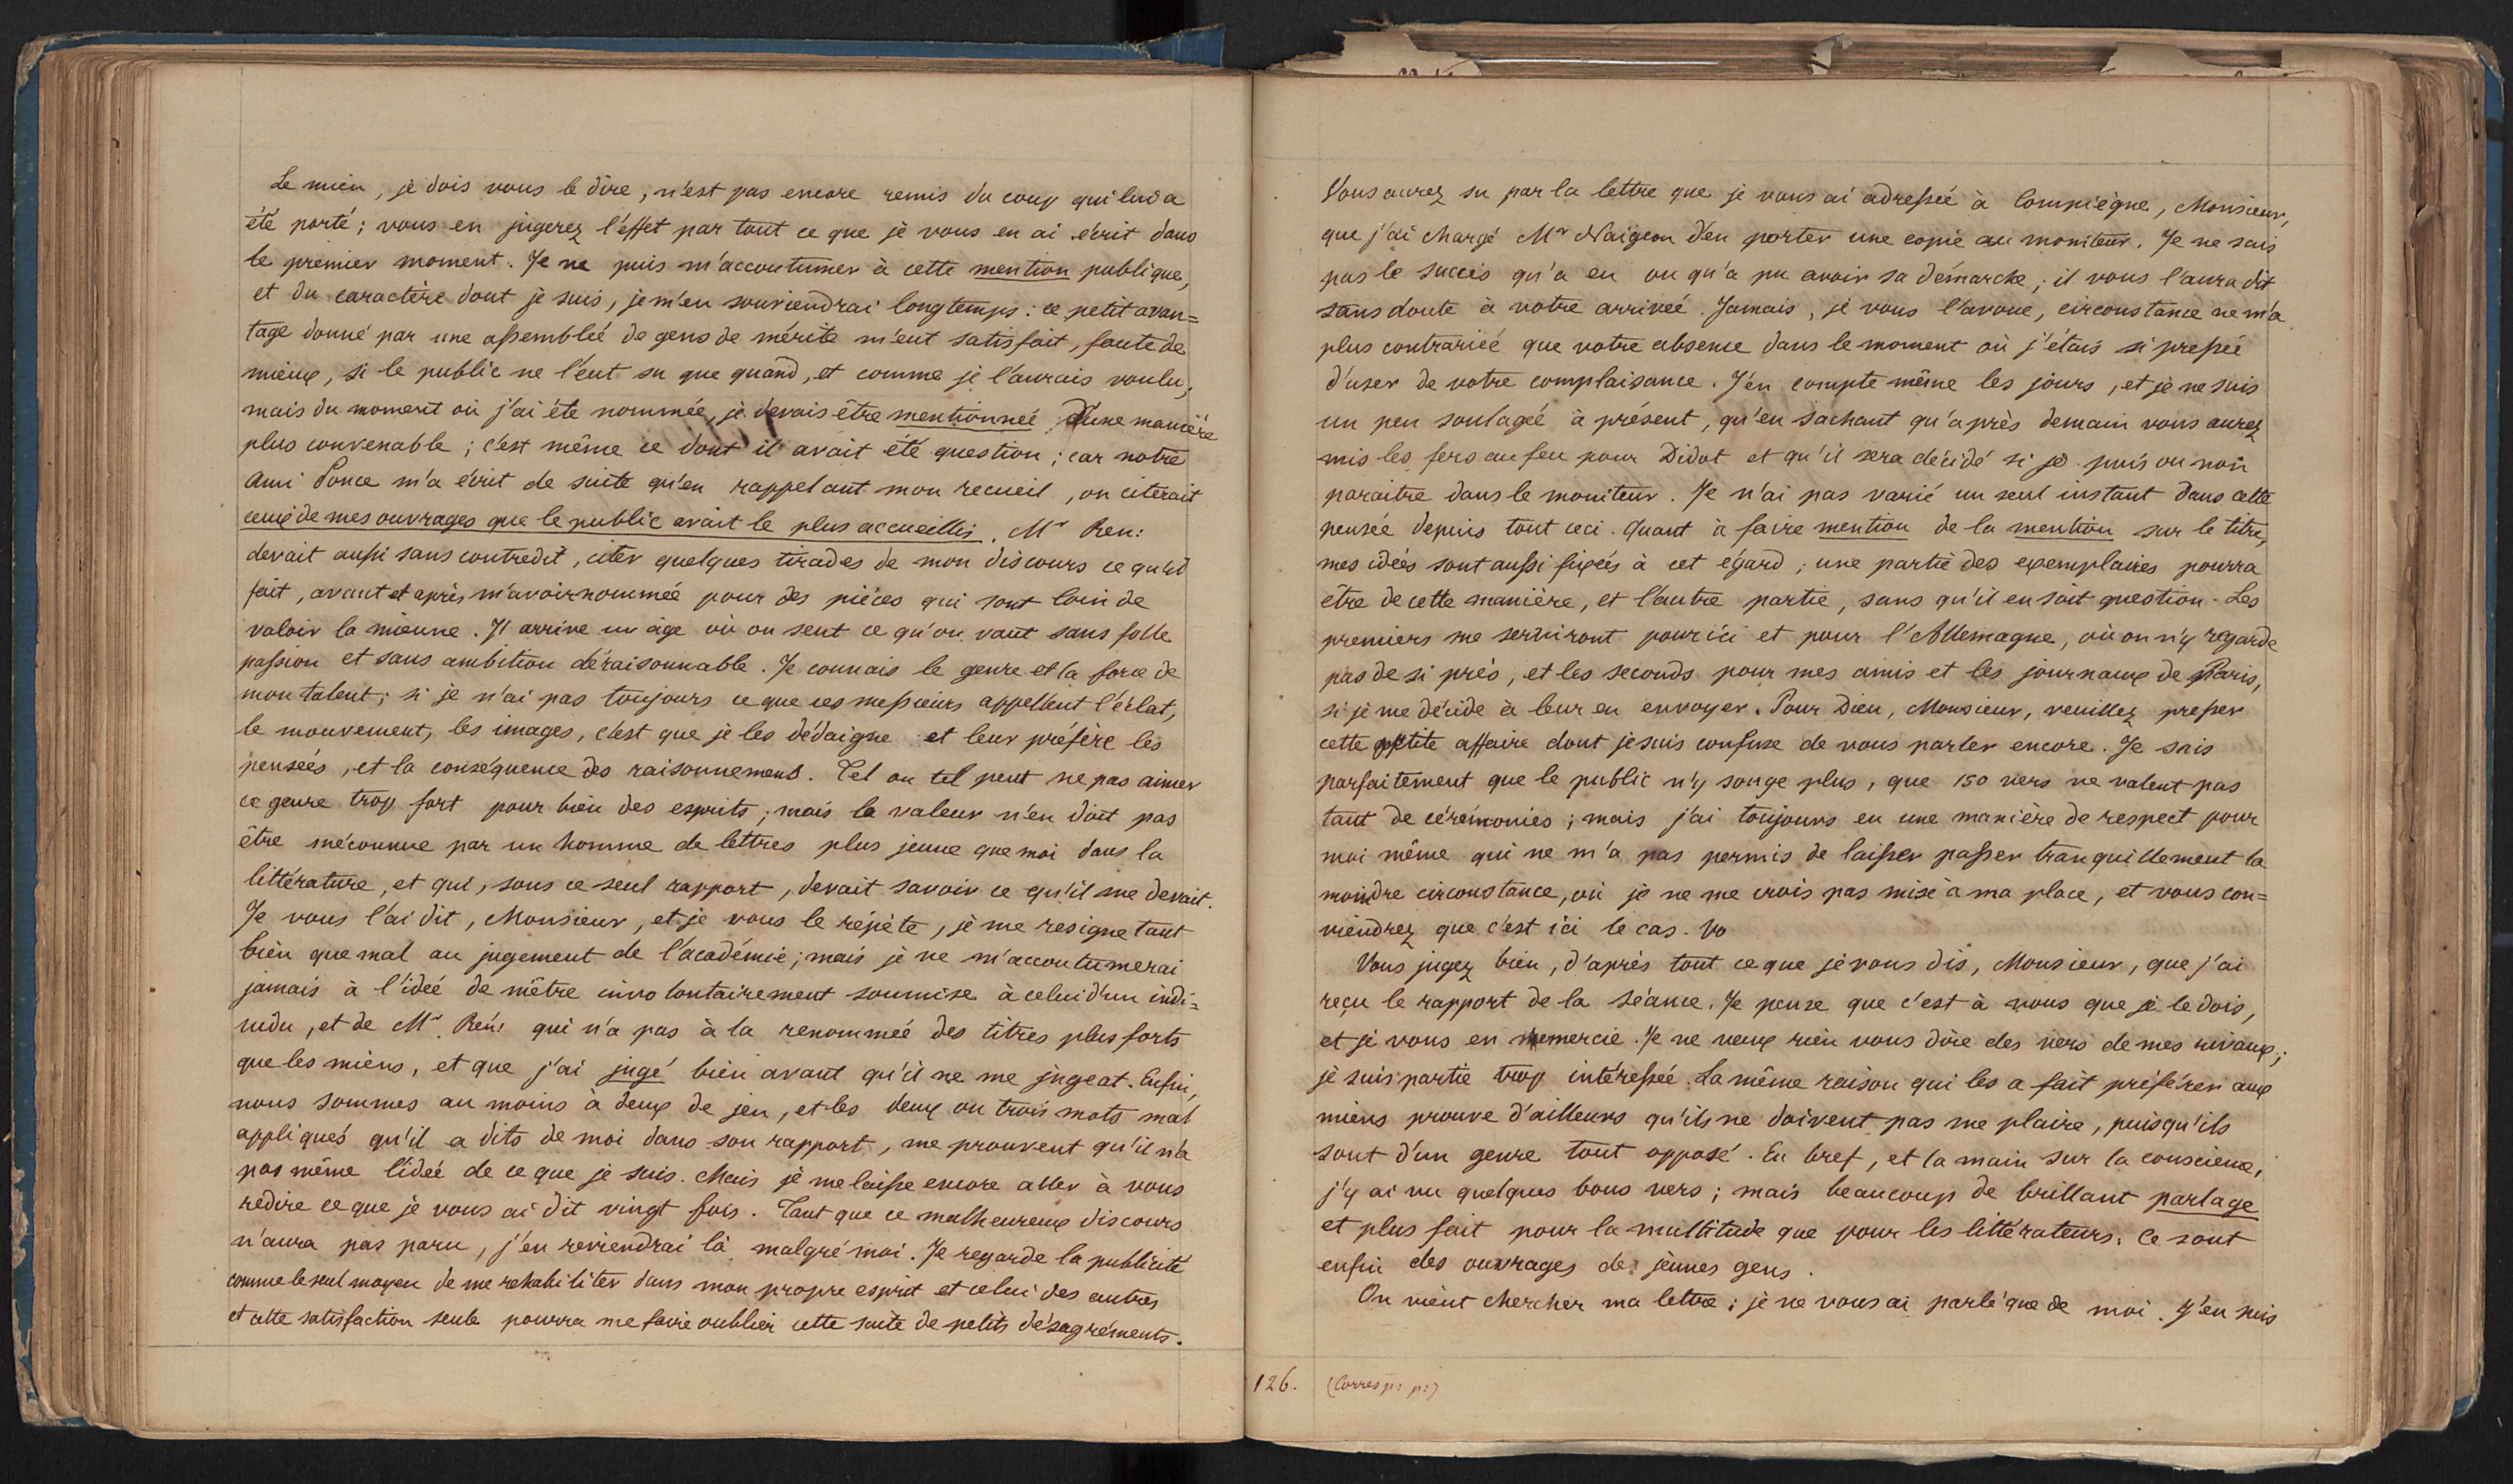 Le mien, je dois vous le dire, n'est pas encore remis du coup qui lui a
été porté; vous en jugerez l'éffet par tout ce que je vous en ai écrit dans
le premier moment. Je ne puis m'accoutumer à cette mention publique,
et du caractère dont je suis, je m'en souviendrai longtemps: ce petit avan=
tage donné par une assemblée de gens de mérite m'eut satisfait, faute de
mieux, si le public ne l'eut su que quand, et comme je l'aurais voulu;
mais du moment où j'ai été nommée, je devais être mentionnée d'une manière
plus convenable; c'est même ce dont il avait été question; car notre
ami Ponce m'a écrit de suite qu'en rappelant mon recueil, on citerait
ceux de mes ouvrages que le public avait le plus accueillis. Mr Ren:
devait aussi sans contredit, citer quelques tirades de mon discours ce qu'il
fait, avant et après m'avoir nommée pour des pièces qui sont loin de
valoir la mienne. Il arrive un âge où on sent ce qu'on vaut sans folle
passion et sans ambition déraisonnable. Je connais le genre et la force de
mon talent; si je n'ai pas toujours ce que ces messieurs appellent l'éclat,
le mouvement, les images, c'est que je les dédaigne et leur préfère les
pensées, et la conséquence des raisonnemens. Tel ou tel peut ne pas aimer
ce genre trop fort pour bien des esprits; mais la valeur n'en doit pas
être méconnue par un homme de lettres plus jeune que moi dans la
littérature, et qui, sous ce seul rapport, devait savoir ce qu'il me devait.
Je vous l'ai dit, Monsieur, et je vous le répète, je me resigne tant
bien que mal au jugement de l'académie; mais je ne m'accoutumerai
jamais à l'idée de m'être involontairement soumise à celui d'un indi=
vidu, et de Mr. Ren: qui n'a pas à la renommée des titres plus forts
que les miens, et que j'ai jugé bien avant qu'il ne me jugeat. Enfin,
nous sommes au moins à deux de jeu, et les deux ou trois mots mal
appliqués qu'il a dits de moi dans son rapport, me prouvent qu'il n'a
pas même l'idée de ce que je suis. Mais je me laisse encore aller à vous
redire ce que je vous ai dit vingt fois. Tant que ce malheureux discours
n'aura pas paru, j'en reviendrai là malgré moi. Je regarde la publicité
comme le seul moyen de me rehabiliter dans mon propre esprit et celui des autres
et cette satisfaction seule pourra me faire oublier cette suite de petits désagréments.
Vous aurez su par la lettre que je vous ai adressée à Compiègne, Monsieur,
que j'ai chargé Mr Naigeon d'en porter une copie au moniteur. Je ne sais
pas le succès qu'a eu ou qu'a pu avoir sa démarche; il vous l'aura dit
sans doute à votre arrivée. Jamais, je vous l'avoue, circonstance ne m'a
plus contrariée que votre absence dans le moment où j'étais si pressée
d'user de votre complaisance. J'en compte même les jours, et je ne suis
un peu soulagée à présent, qu'en sachant qu'après demain vous aurez
mis les fers au feu pour Didot et qu'il sera décidé si je puis ou non
paraitre dans le moniteur. Je n'ai pas varié un seul instant dans cette
pensée depuis tout ceci. Quant à faire mention de la mention sur le titre,
mes idées sont aussi fixées à cet égard; une partie des exemplaires pourra
être de cette manière, et l'autre partie, sans qu'il en soit question. Les
premiers me serviront pour ici et pour l'Allemagne, où on n'y regarde
pas de si près, et les seconds pour mes amis et les journaux de Paris,
si je me décide à leur en envoyer. Pour Dieu, Monsieur, veuillez presser
cette petite affaire dont je suis confuse de vous parler encore. Je sais
parfaitement que le public n'y songe plus, que 150 vers ne valent pas
tant de cérémonies; mais j'ai toujours eu une manière de respect pour
moi même qui ne m'a pas permis de laisser passer tranquillement la
moindre circonstance, où je ne me crois pas mise à ma place, et vous con=
viendrez que c'est ici le cas. Vo
Vous jugez bien, d'après tout ce que je vous dis, Monsieur, que j'ai
reçu le rapport de la séance. Je pense que c'est à vous que je le dois,
et je vous en remercie. Je ne veux rien vous dire des vers de mes rivaux;
je suis partie trop intéressée. La même raison qui les a fait préférer aux
miens prouve d'ailleurs qu'ils ne doivent pas me plaire, puisqu'ils
sont d'un genre tout opposé. En bref, et la main sur la conscience,
j'y ai vu quelques bons vers; mais beaucoup de brillant parlage
et plus fait pour la multitude que pour les littérateurs. Ce sont
enfin des ouvrages de jeunes gens.
On vient chercher ma lettre; je ne vous ai parlé que de moi. J'en suis
126. (Corresp: p:)